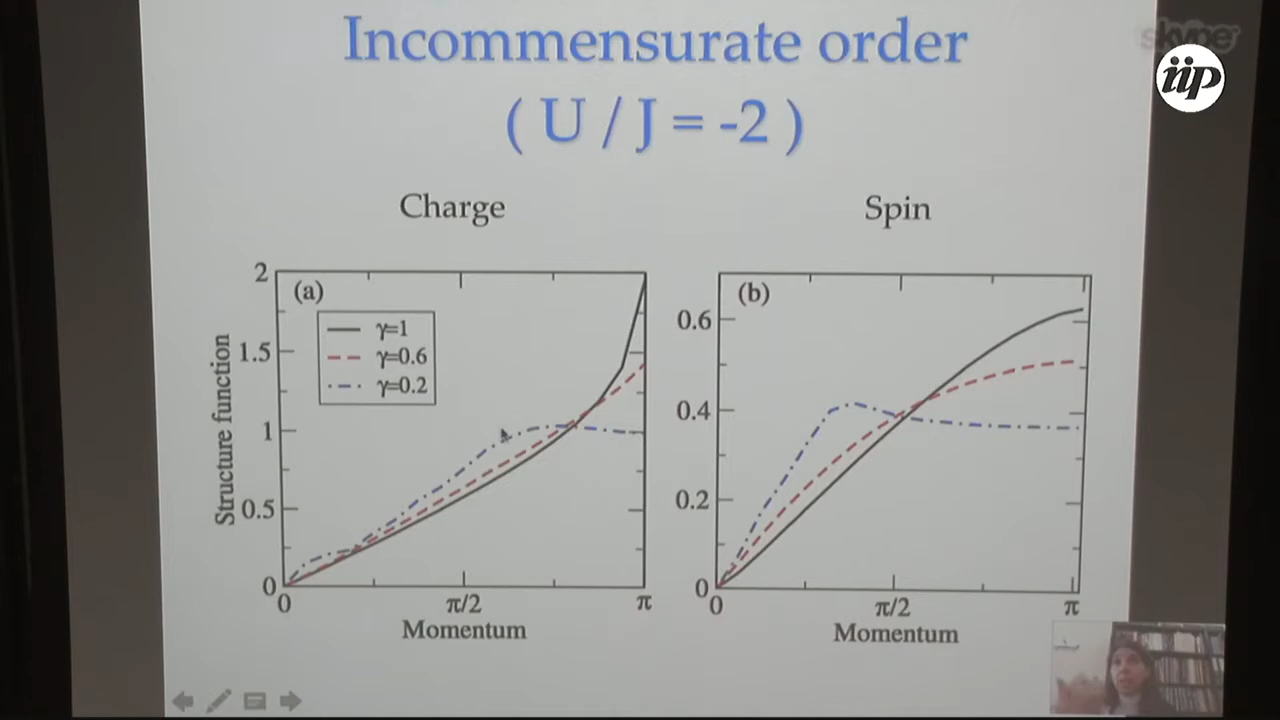 Incommensurate order
( U / J = -2 )
skype
iip
Charge
Spin
(a)
γ=1
γ=0.6
γ=0.2
2
1.5
1
0.5
0
Structure function
0
π/2
π
Momentum
(b)
0.6
0.4
0.2
0
0
π/2
π
Momentum